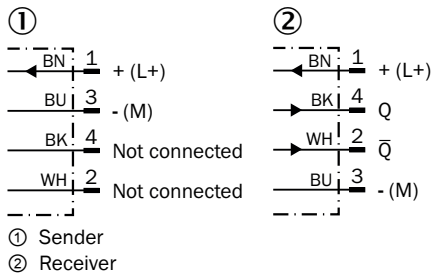 ① ②
BN 1 + (L+)
BU 3 - (M)
BK 4 Not connected
WH 2 Not connected
BN 1 + (L+)
BK 4 Q
WH 2 Q̅
BU 3 - (M)
① Sender
② Receiver